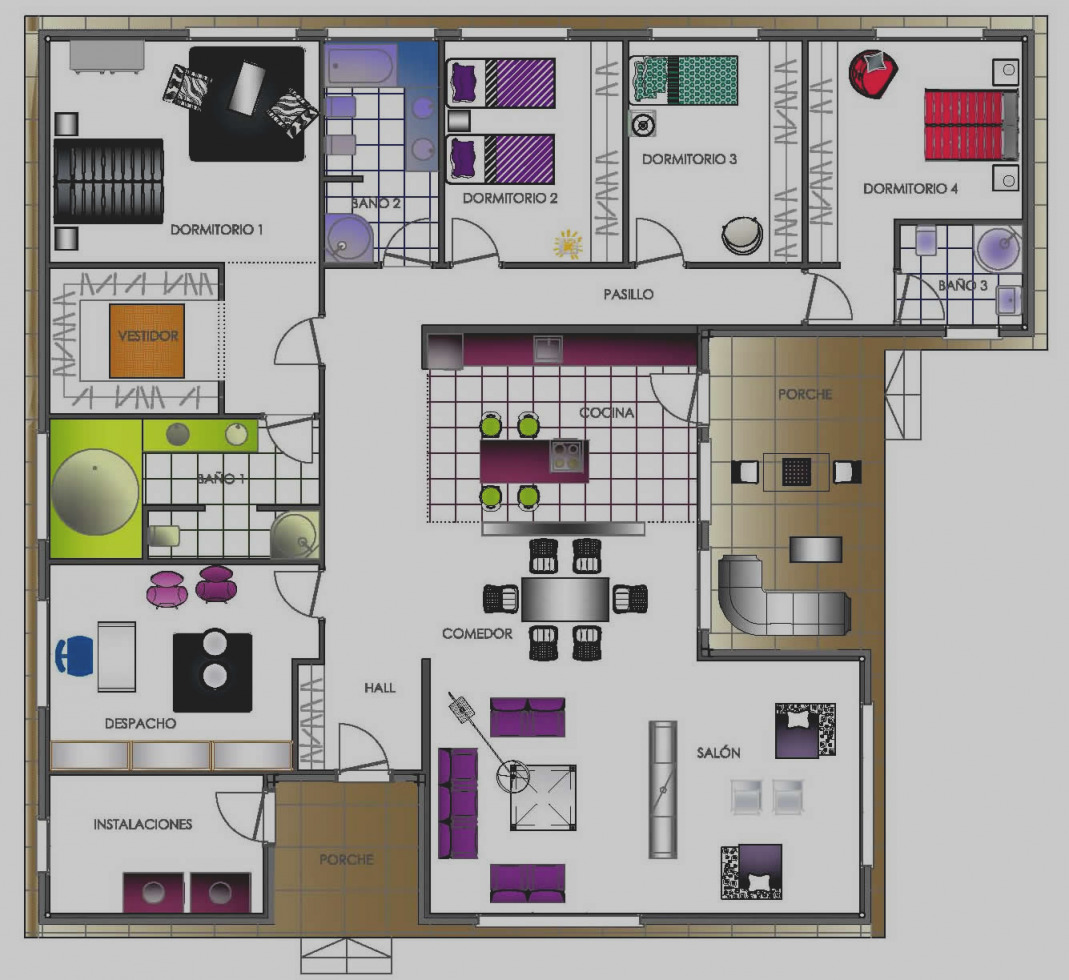 DORMITORIO 1
BAÑO 2
DORMITORIO 2
DORMITORIO 3
DORMITORIO 4
BAÑO 3
PASILLO
VESTIDOR
COCINA
PORCHE
BAÑO 1
COMEDOR
HALL
DESPACHO
SALÓN
INSTALACIONES
PORCHE